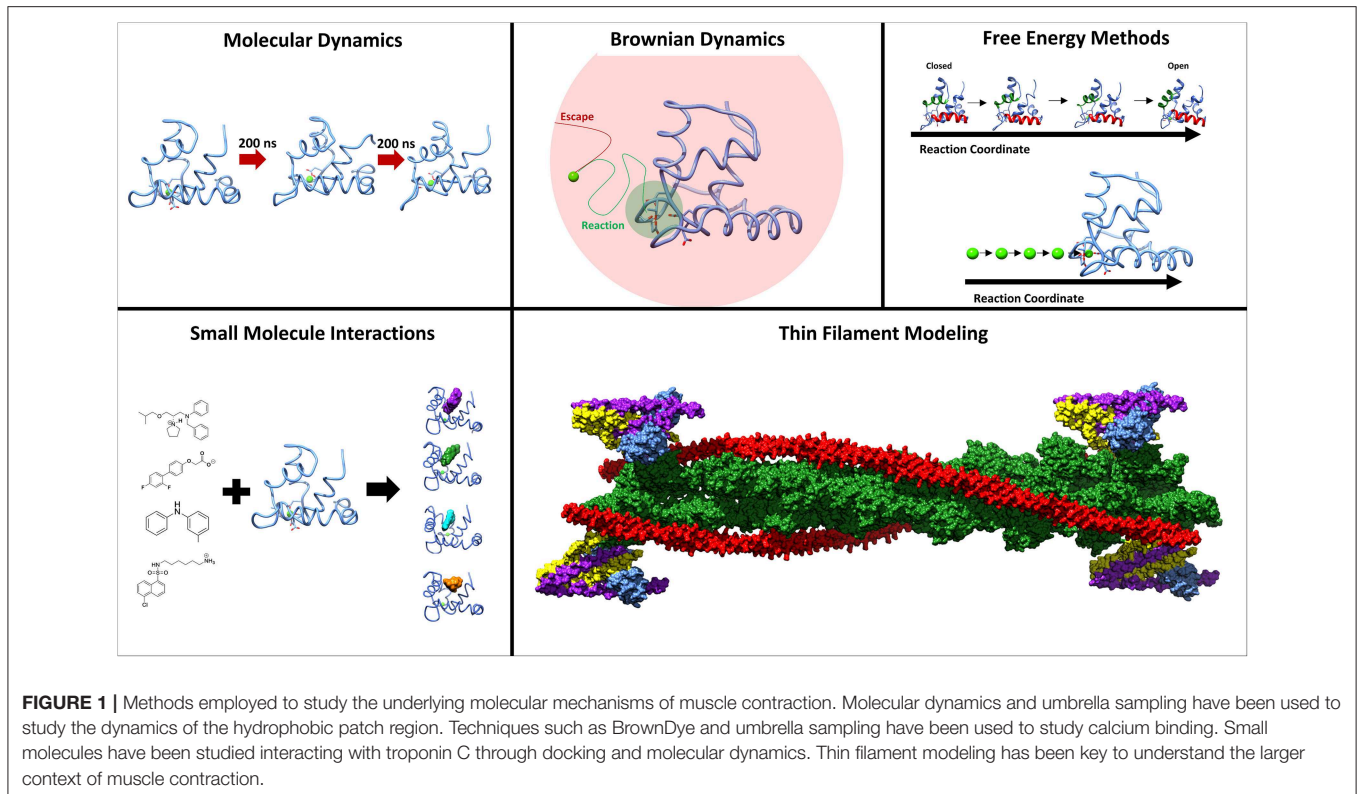 Molecular Dynamics
200 ns
200 ns
Brownian Dynamics
Escape
Reaction
Free Energy Methods
Closed
Open
Reaction Coordinate
Reaction Coordinate
Small Molecule Interactions
O
N
N
H
⊕
O
O
O
⊖
F
F
H
N
HN
NH₃
⊕
O=S=O
Cl
Thin Filament Modeling
FIGURE 1 | Methods employed to study the underlying molecular mechanisms of muscle contraction. Molecular dynamics and umbrella sampling have been used to
study the dynamics of the hydrophobic patch region. Techniques such as BrownDye and umbrella sampling have been used to study calcium binding. Small
molecules have been studied interacting with troponin C through docking and molecular dynamics. Thin filament modeling has been key to understand the larger
context of muscle contraction.